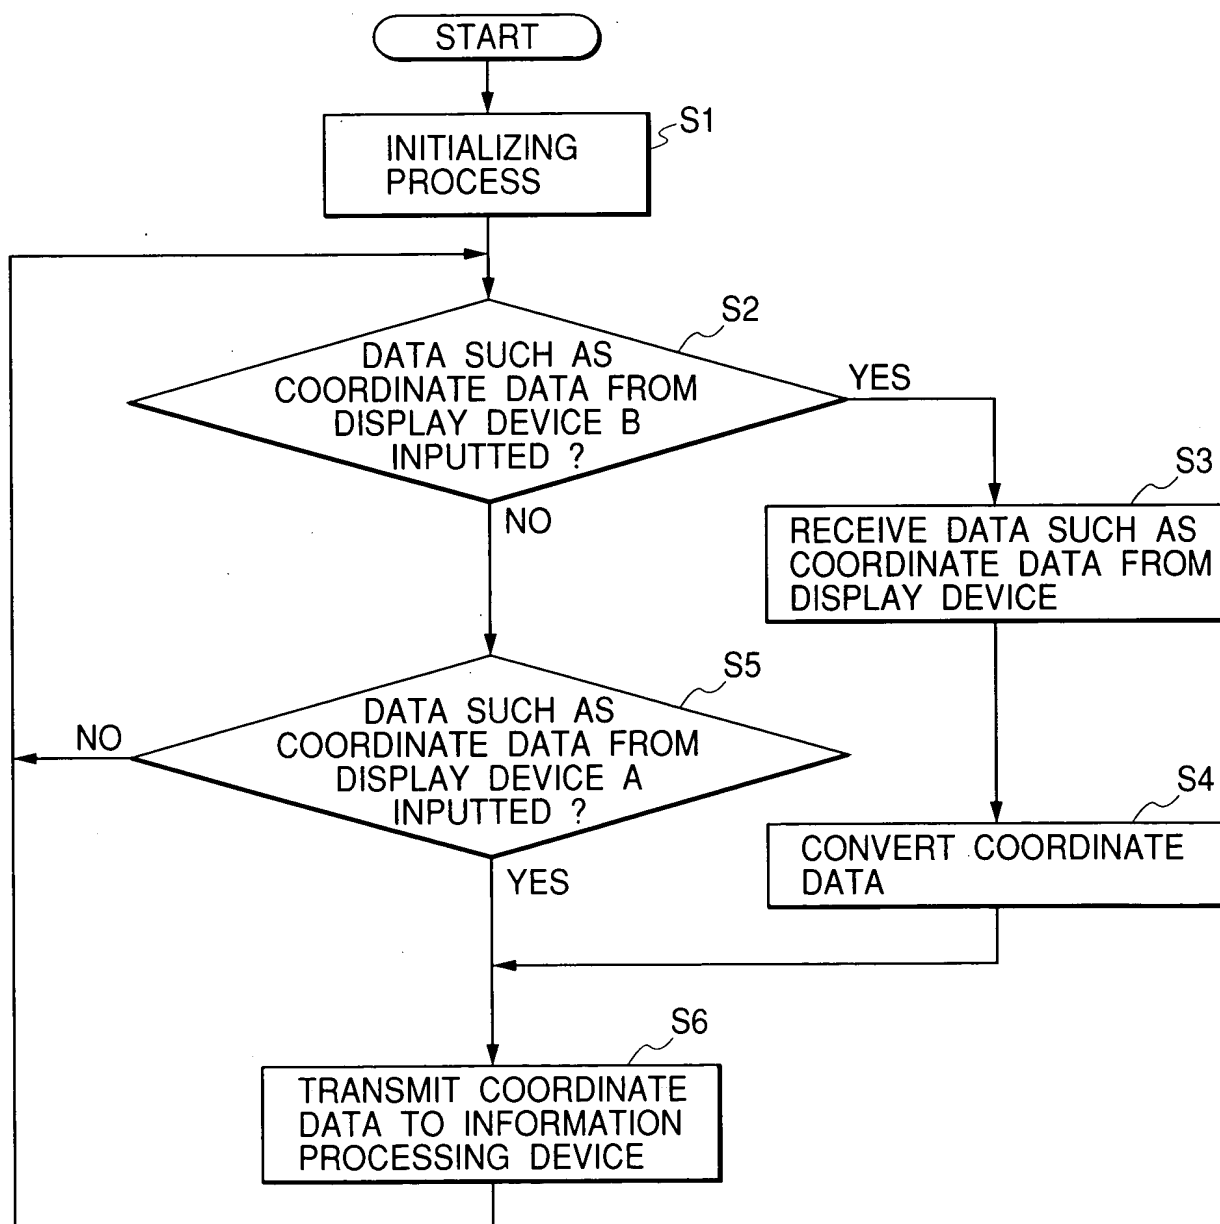 START
S1
INITIALIZING
PROCESS
S2
DATA SUCH AS
COORDINATE DATA FROM
DISPLAY DEVICE B
INPUTTED ?
YES
NO
S3
RECEIVE DATA SUCH AS
COORDINATE DATA FROM
DISPLAY DEVICE
S5
DATA SUCH AS
COORDINATE DATA FROM
DISPLAY DEVICE A
INPUTTED ?
NO
YES
S4
CONVERT COORDINATE
DATA
S6
TRANSMIT COORDINATE
DATA TO INFORMATION
PROCESSING DEVICE